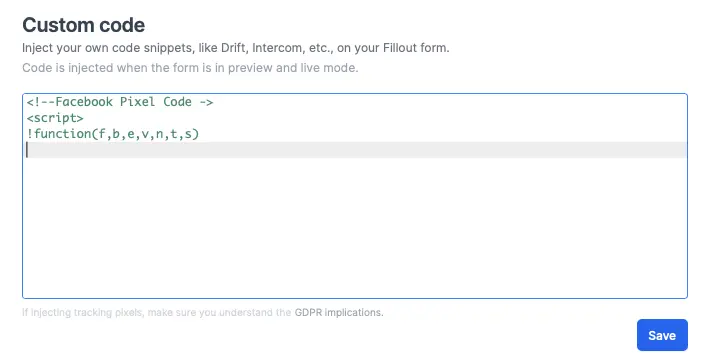 Custom code
Inject your own code snippets, like Drift, Intercom, etc., on your Fillout form.
Code is injected when the form is in preview and live mode.
<!--Facebook Pixel Code ->
<script>
!function(f,b,e,v,n,t,s)
If injecting tracking pixels, make sure you understand the GDPR implications.
Save